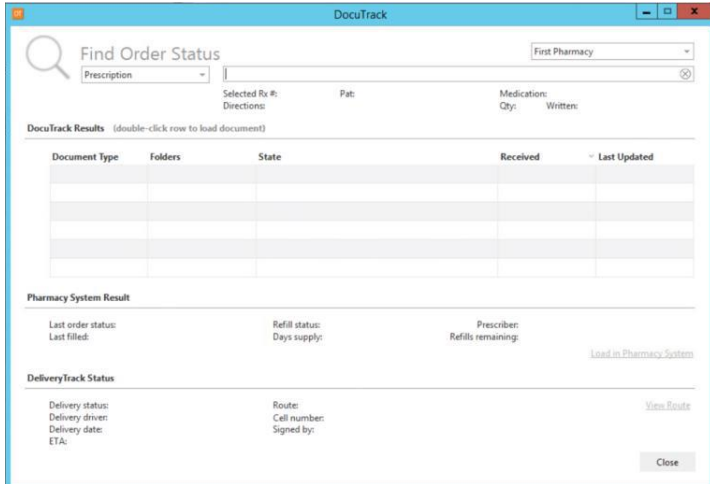 DT DocuTrack
Find Order Status First Pharmacy
Prescription
Selected Rx #: Pat: Medication:
Directions: Qty: Written:
DocuTrack Results (double-click row to load document)
Document Type Folders State Received Last Updated
Pharmacy System Result
Last order status: Refill status: Prescriber:
Last filled: Days supply: Refills remaining:
Load in Pharmacy System
DeliveryTrack Status
Delivery status: Route: View Route
Delivery driver: Cell number:
Delivery date: Signed by:
ETA:
Close